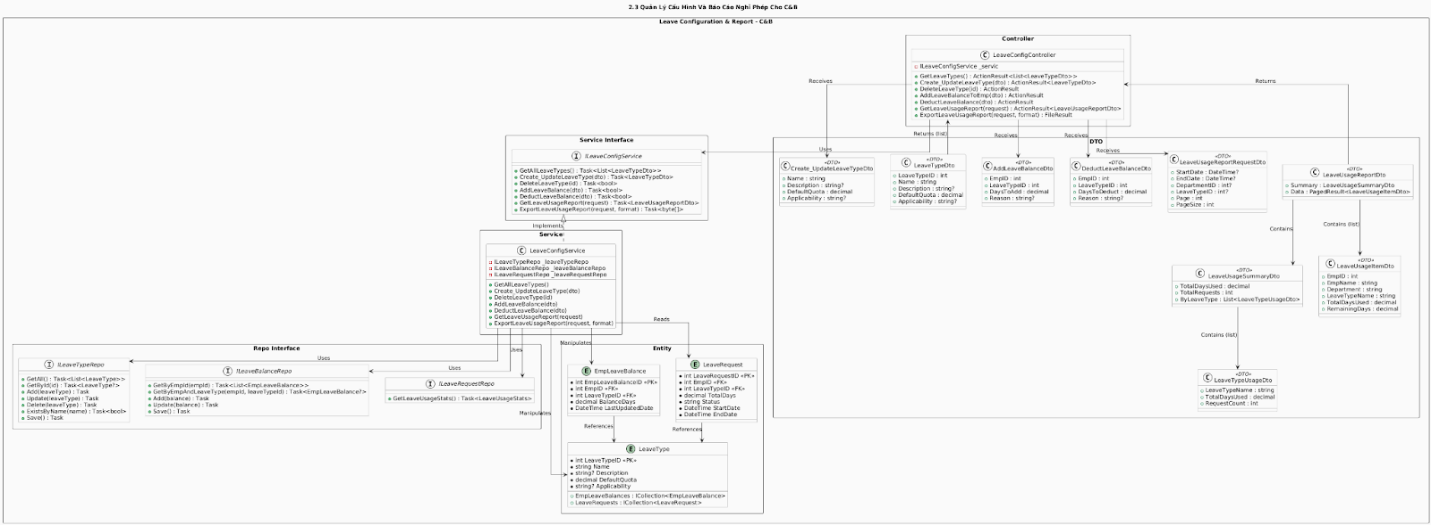 2.3 Quản Lý Cấu Hình Và Báo Cáo Nghỉ Phép Cho C&B
Leave Configuration & Report - C&B
Controller
C LeaveConfigController
ILeaveConfigService _servic
GetLeaveTypes() : ActionResult<List<LeaveTypeDto>>
Create_UpdateLeaveType(dto) : ActionResult<LeaveTypeDto>
DeleteLeaveType(id) : ActionResult
AddLeaveBalanceToEmp(dto) : ActionResult
DeductLeaveBalance(dto) : ActionResult
GetLeaveUsageReport(request) : ActionResult<LeaveUsageReportDto>
ExportLeaveUsageReport(request, format) : FileResult
Receives
Returns
Returns (list)
Receives
Receives
Receives
Uses
Service Interface
I ILeaveConfigService
GetAllLeaveTypes() : Task<List<LeaveTypeDto>>
Create_UpdateLeaveType(dto) : Task<LeaveTypeDto>
DeleteLeaveType(id) : Task<bool>
AddLeaveBalance(dto) : Task<bool>
DeductLeaveBalance(dto) : Task<bool>
GetLeaveUsageReport(request) : Task<LeaveUsageReportDto>
ExportLeaveUsageReport(request, format) : Task<byte[]>
Implements
Service
C LeaveConfigService
ILeaveTypeRepo _leaveTypeRepo
ILeaveBalanceRepo _leaveBalanceRepo
ILeaveRequestRepo _leaveRequestRepo
GetAllLeaveTypes()
Create_UpdateLeaveType(dto)
DeleteLeaveType(id)
AddLeaveBalance(dto)
DeductLeaveBalance(dto)
GetLeaveUsageReport(request)
ExportLeaveUsageReport(request, format)
DTO
«DTO»
C Create_UpdateLeaveType
Name : string
Description : string?
DefaultQuota : decimal
Applicability : string?
«DTO»
C LeaveTypeDto
LeaveTypeID : int
Name : string
Description : string?
DefaultQuota : decimal
Applicability : string?
«DTO»
C AddLeaveBalanceDto
EmpID : int
LeaveTypeID : int
DaysToAdd : decimal
Reason : string?
«DTO»
C DeductLeaveBalanceDto
EmpID : int
LeaveTypeID : int
DaysToDeduct : decimal
Reason : string?
«DTO»
C LeaveUsageReportRequestDto
StartDate : DateTime?
EndDate : DateTime?
DepartmentID : int?
LeaveTypeID : int?
Page : int
PageSize : int
«DTO»
C LeaveUsageReportDto
Summary : LeaveUsageSummaryDto
Data : PagedResult<LeaveUsageItemDto>
Contains
Contains (list)
«DTO»
C LeaveUsageSummaryDto
TotalDaysUsed : decimal
TotalRequests : int
ByLeaveType : List<LeaveTypeUsageDto>
«DTO»
C LeaveUsageItemDto
EmpID : int
EmpName : string
Department : string
LeaveTypeName : string
TotalDaysUsed : decimal
RemainingDays : decimal
Contains (list)
«DTO»
C LeaveTypeUsageDto
LeaveTypeName : string
TotalDaysUsed : decimal
RequestCount : int
Uses
Uses
Uses
Manipulates
Reads
Manipulates
Repo Interface
I ILeaveTypeRepo
GetAll() : Task<List<LeaveType>>
GetById(id) : Task<LeaveType?>
Add(leaveType) : Task
Update(leaveType) : Task
Delete(leaveType) : Task
ExistsByName(name) : Task<bool>
Save() : Task
I ILeaveBalanceRepo
GetByEmpId(empId) : Task<List<EmpLeaveBalance>>
GetByEmpAndLeaveType(empId, leaveTypeId) : Task<EmpLeaveBalance?>
Add(balance) : Task
Update(balance) : Task
Save() : Task
I ILeaveRequestRepo
GetLeaveUsageStats() : Task<LeaveUsageStats>
Entity
E EmpLeaveBalance
int EmpLeaveBalanceID «PK»
int EmpID «FK»
int LeaveTypeID «FK»
decimal BalanceDays
DateTime LastUpdatedDate
E LeaveRequest
int LeaveRequestID «PK»
int EmpID «FK»
int LeaveTypeID «FK»
decimal TotalDays
string Status
DateTime StartDate
DateTime EndDate
References
References
E LeaveType
int LeaveTypeID «PK»
string Name
string? Description
decimal DefaultQuota
string? Applicability
EmpLeaveBalances : ICollection<EmpLeaveBalance>
LeaveRequests : ICollection<LeaveRequest>